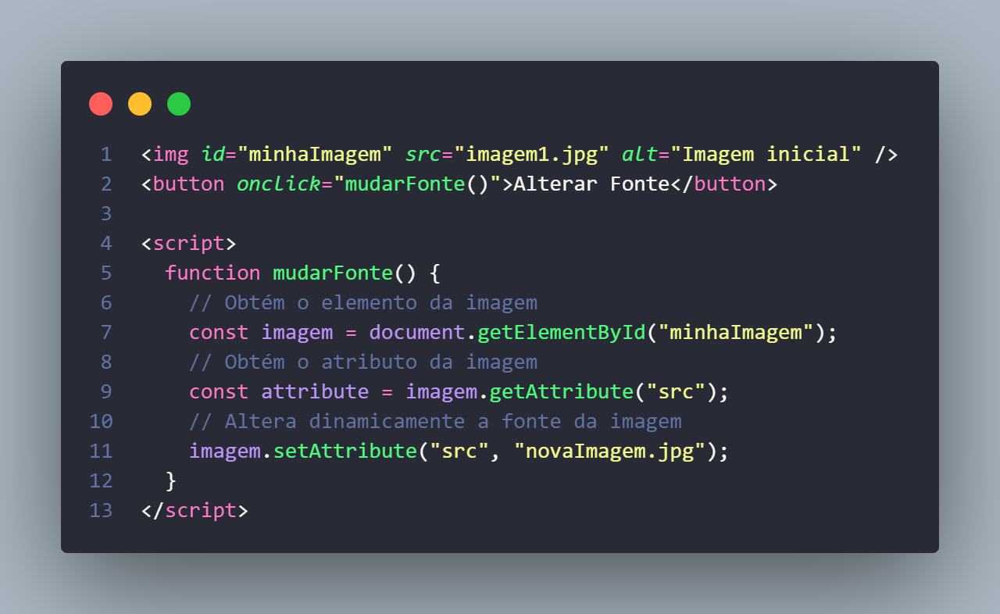 1 <img id="minhaImagem" src="imagem1.jpg" alt="Imagem inicial" />
2 <button onclick="mudarFonte()">Alterar Fonte</button>
3
4 <script>
5   function mudarFonte() {
6     // Obtém o elemento da imagem
7     const imagem = document.getElementById("minhaImagem");
8     // Obtém o atributo da imagem
9     const attribute = imagem.getAttribute("src");
10     // Altera dinamicamente a fonte da imagem
11     imagem.setAttribute("src", "novaImagem.jpg");
12   }
13 </script>